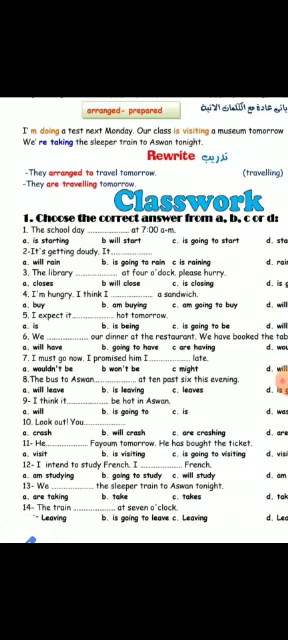 arranged- prepared يأتى عادة مع الكلمات الاتية
I' m doing a test next Monday. Our class is visiting a museum tomorrow
We' re taking the sleeper train to Aswan tonight.
Rewrite تدريب
-They arranged to travel tomorrow. (travelling)
-They are travelling tomorrow.
Classwork
1. Choose the correct answer from a, b, c or d:
1. The school day .................... at 7:00 a-m.
a. is starting b will start c. is going to start d. sta
2-It's getting doudy. It....................
a. will rain b. is going to rain c is raining d. rain
3. The library .................... at four o'dock. please hurry.
a. closes b will close c. is closing d. is g
4. I'm hungry. I think I .................... a sandwich.
a. buy b. am buying c. am going to buy d. will
5. I expect it.................... hot tomorrow.
a. is b. is being c. is going to be d. will
6. We .................... our dinner at the restaurant. We have booked the tab
a. will have b. going to have c are having d. wou
7. I must go now. I promised him I.................... late.
a. wouldn't be b won't be c might d. will
8.The bus to Aswan.................... at ten past six this evening.
a. will leave b. is leaving c. leaves d. is g
9- I think it.................... be hot in Aswan.
a. will b. is going to c. is d. was
10. Look out! You....................
a. crash b. will crash c. are crashing d. are
11- He.................... Fayoum tomorrow. He has bought the ticket.
a. visit b. is visiting c. is going to visiting d. visi
12- I intend to study French. I .................... French.
a. am studying b. going to study c. will study d. am
13- We .................... the sleeper train to Aswan tonight.
a. are taking b. take c. takes d. tak
14- The train .................... at seven o'clock.
Leaving b. is going to leave c. Leaving d. Lea